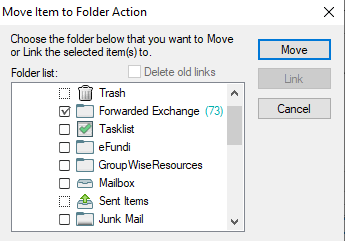 Move Item to Folder Action
Choose the folder below that you want to Move
or Link the selected item(s) to.
Folder list:
Delete old links
Move
Link
Cancel
Trash
Forwarded Exchange (73)
Tasklist
eFundi
GroupWiseResources
Mailbox
Sent Items
Junk Mail